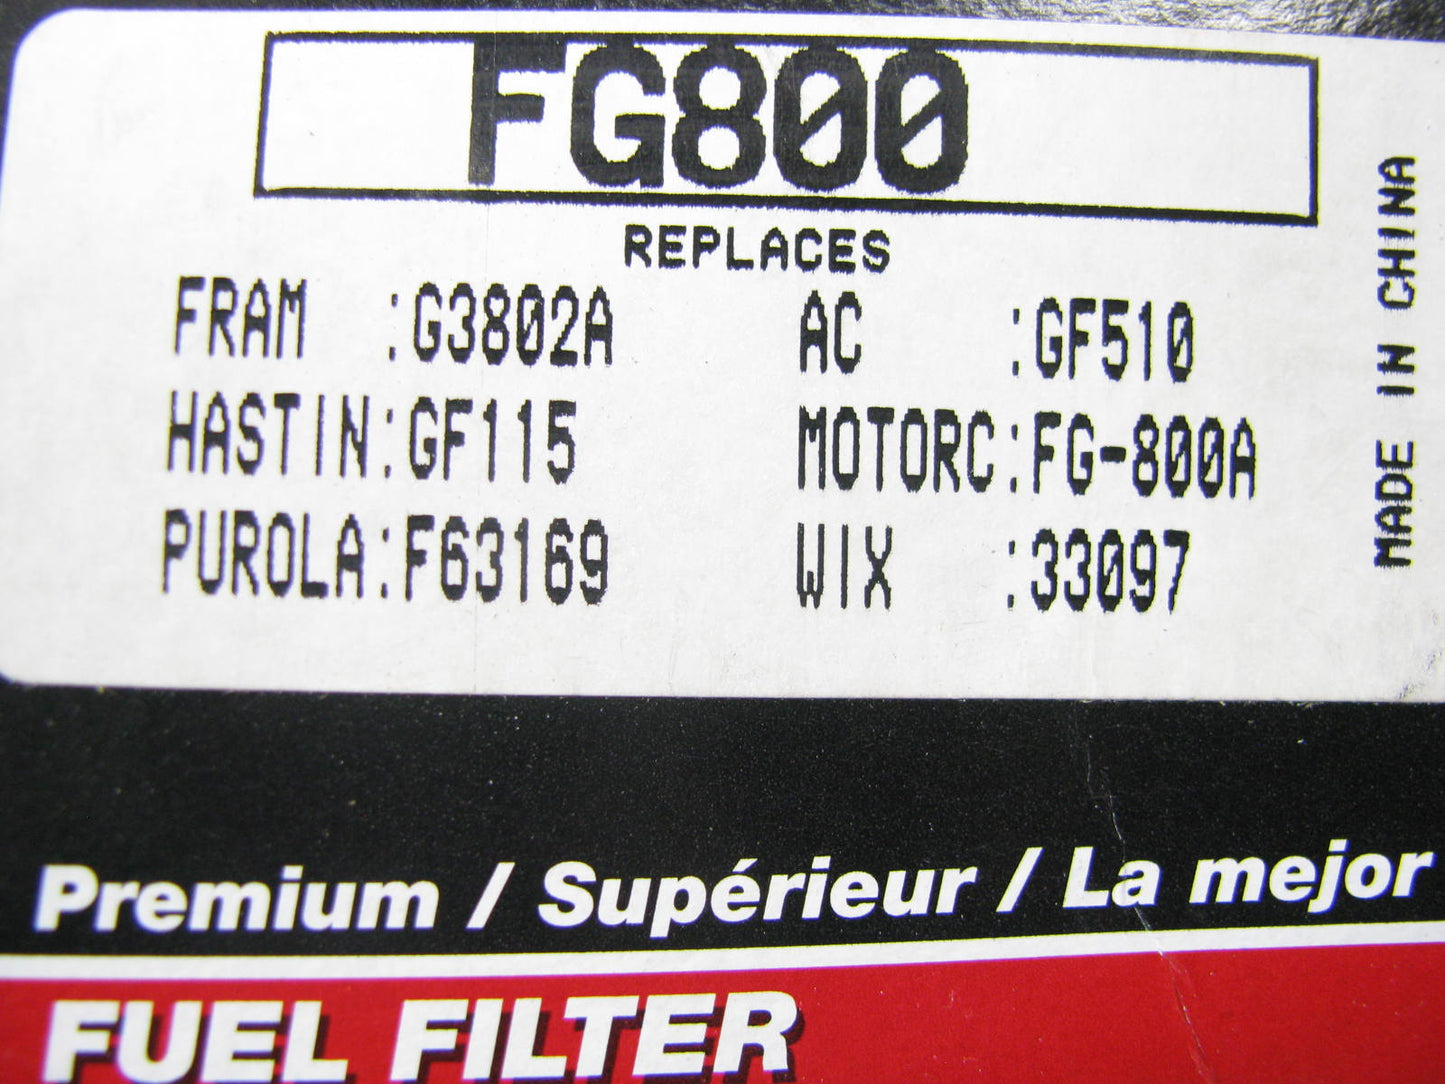 FG800
REPLACES
FRAM :G3802A AC :GF510
HASTIN:GF115 MOTORC:FG-800A
PUROLA:F63169 WIX :33097
MADE IN CHINA
Premium / Supérieur / La mejor
FUEL FILTER